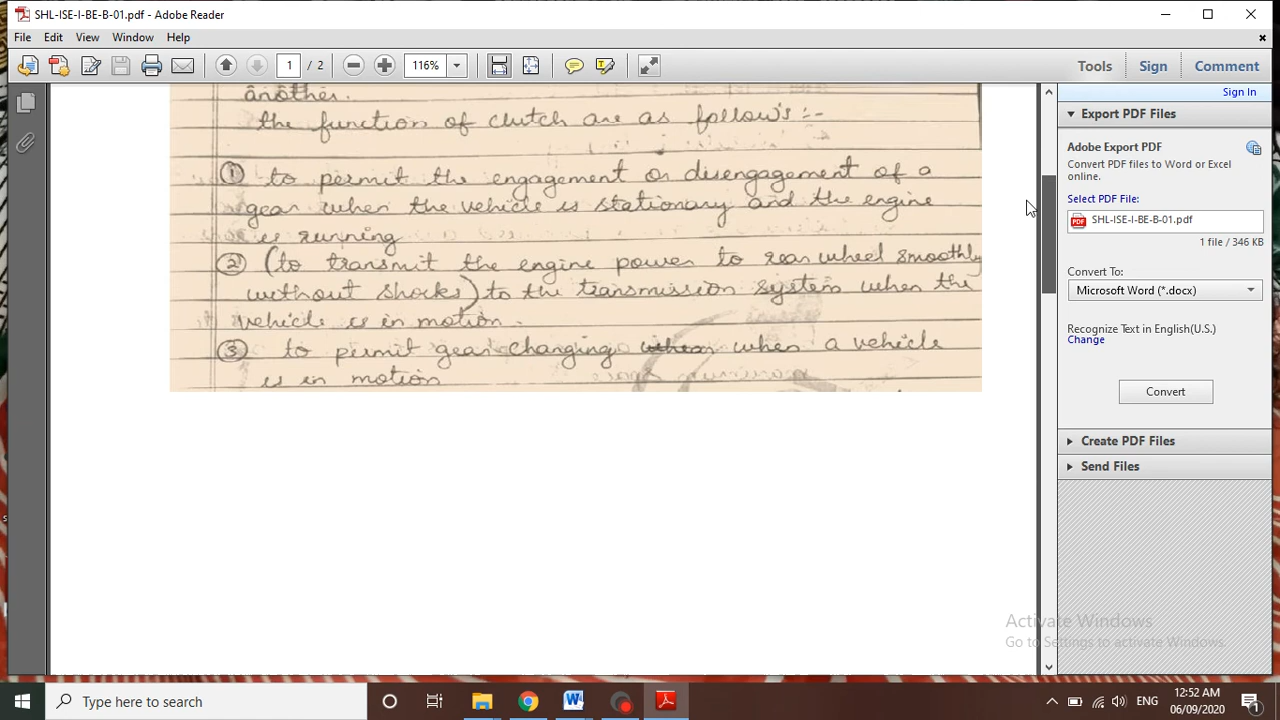 SHL-ISE-I-BE-B-01.pdf - Adobe Reader
File Edit View Window Help
1 / 2 116% Tools Sign Comment
Sign In
another.
the function of clutch are as follow's :-
① to permit the engagement or disengagement of a
gear when the vehicle is stationary and the engine
is running
② (to transmit the engine power to rear wheel smoothly
without shocks) to the transmission system when the
vehicle is in motion.
③ to permit gear changing when when a vehicle
is in motion
Export PDF Files
Adobe Export PDF
Convert PDF files to Word or Excel
online.
Select PDF File:
SHL-ISE-I-BE-B-01.pdf
1 file / 346 KB
Convert To:
Microsoft Word (*.docx)
Recognize Text in English(U.S.)
Change
Convert
Create PDF Files
Send Files
Activate Windows
Go to Settings to activate Windows.
Type here to search
ENG
12:52 AM
06/09/2020